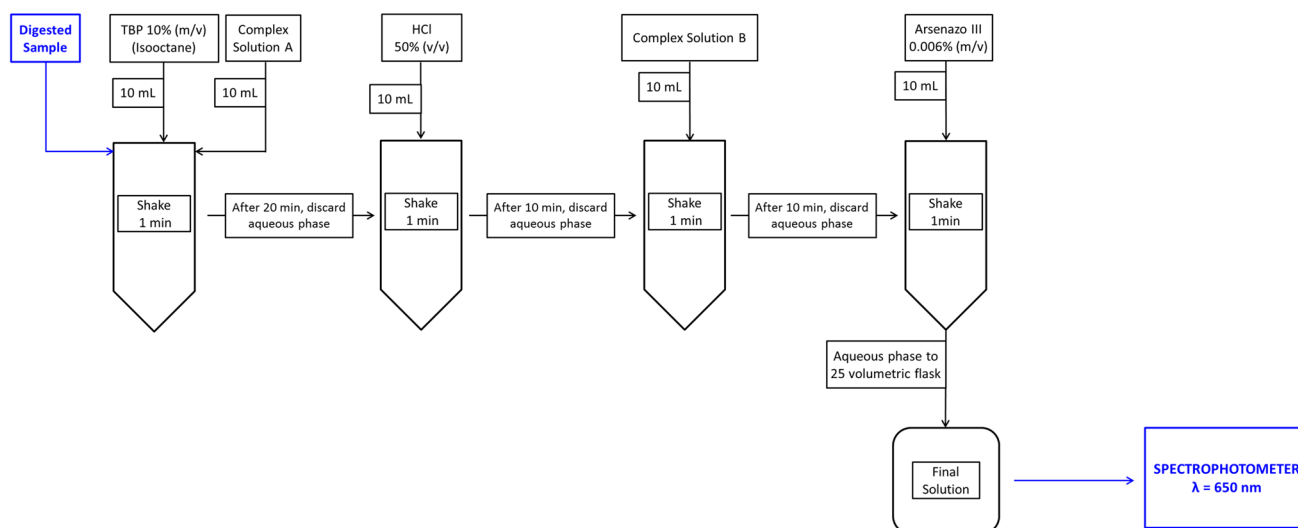 Digested
Sample
TBP 10% (m/v)
(Isooctane)
Complex
Solution A
HCl
50% (v/v)
Complex Solution B
Arsenazo III
0.006% (m/v)
10 mL
10 mL
10 mL
10 mL
10 mL
Shake
1 min
After 20 min, discard
aqueous phase
Shake
1 min
After 10 min, discard
aqueous phase
Shake
1 min
After 10 min, discard
aqueous phase
Shake
1min
Aqueous phase to
25 volumetric flask
Final
Solution
SPECTROPHOTOMETER
λ = 650 nm